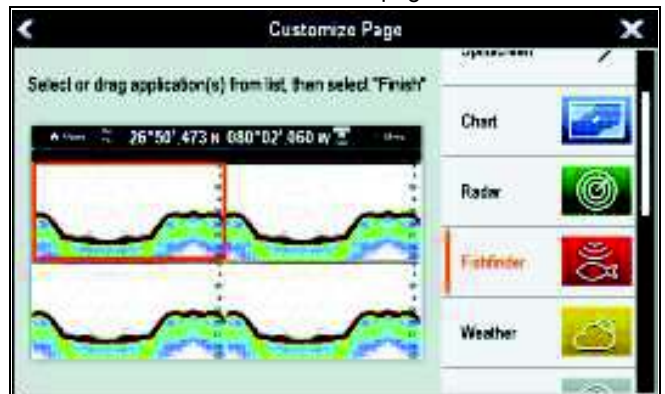 Customize Page
Select or drag application(s) from list, then select "Finish"
26°50'.473 N 080°02'.060 W
Chart
Radar
Fishfinder
Weather